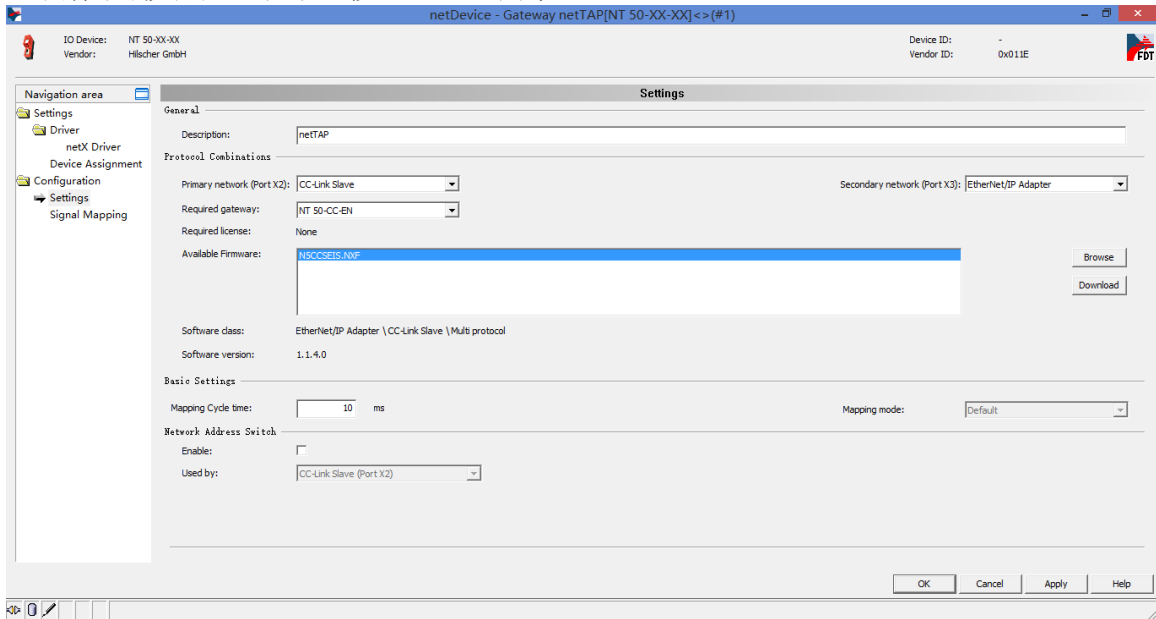 netDevice - Gateway netTAP[NT 50-XX-XX]<>(#1)
IO Device: NT 50-XX-XX Device ID: -
Vendor: Hilscher GmbH Vendor ID: 0x011E
FDT
Navigation area
Settings
Driver
netX Driver
Device Assignment
Configuration
Settings
Signal Mapping
Settings
General
Description: netTAP
Protocol Combinations
Primary network (Port X2): CC-Link Slave Secondary network (Port X3): EtherNet/IP Adapter
Required gateway: NT 50-CC-EN
Required license: None
Available Firmware: N5CCSEIS.NXF
Browse
Download
Software class: EtherNet/IP Adapter \ CC-Link Slave \ Multi protocol
Software version: 1.1.4.0
Basic Settings
Mapping Cycle time: 10 ms Mapping mode: Default
Network Address Switch
Enable:
Used by: CC-Link Slave (Port X2)
OK Cancel Apply Help